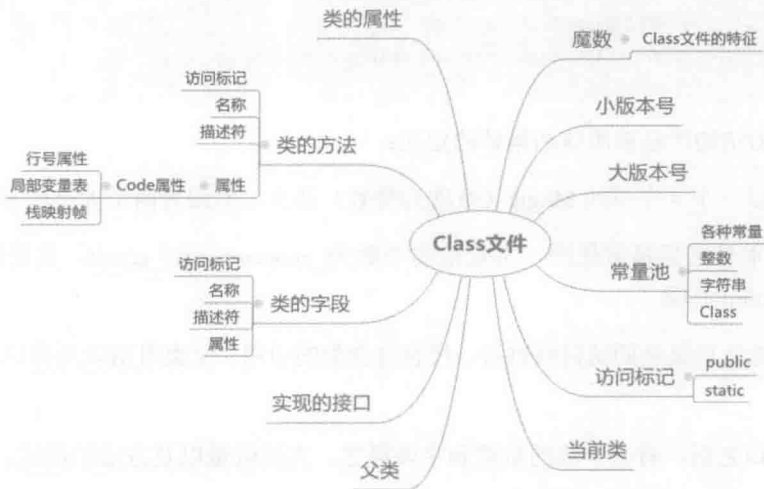 类的属性
魔数
Class文件的特征
小版本号
大版本号
常量池
各种常量
整数
字符串
Class
访问标记
public
static
当前类
父类
实现的接口
类的字段
访问标记
名称
描述符
属性
类的方法
访问标记
名称
描述符
属性
Code属性
行号属性
局部变量表
栈映射帧
Class文件